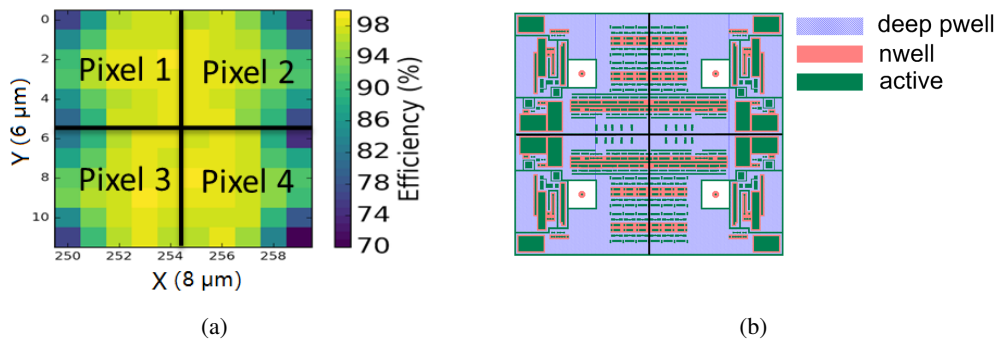 0
2
4
6
8
10
Y (6 μm)
Pixel 1
Pixel 2
Pixel 3
Pixel 4
250
252
254
256
258
X (8 μm)
98
94
90
86
82
78
74
70
Efficiency (%)
(a)
deep pwell
nwell
active
(b)